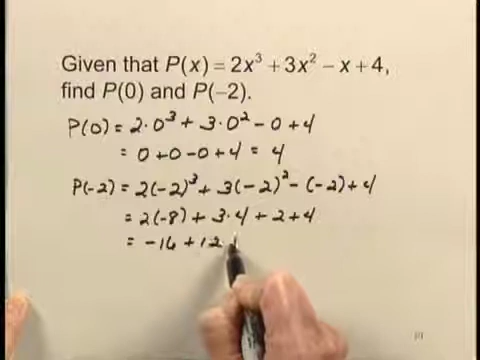 Given that P(x) = 2x³ + 3x² − x + 4,
find P(0) and P(−2).
P(0) = 2·0³ + 3·0² − 0 + 4
= 0 + 0 − 0 + 4 = 4
P(−2) = 2(−2)³ + 3(−2)² − (−2) + 4
= 2(−8) + 3·4 + 2 + 4
= −16 + 12